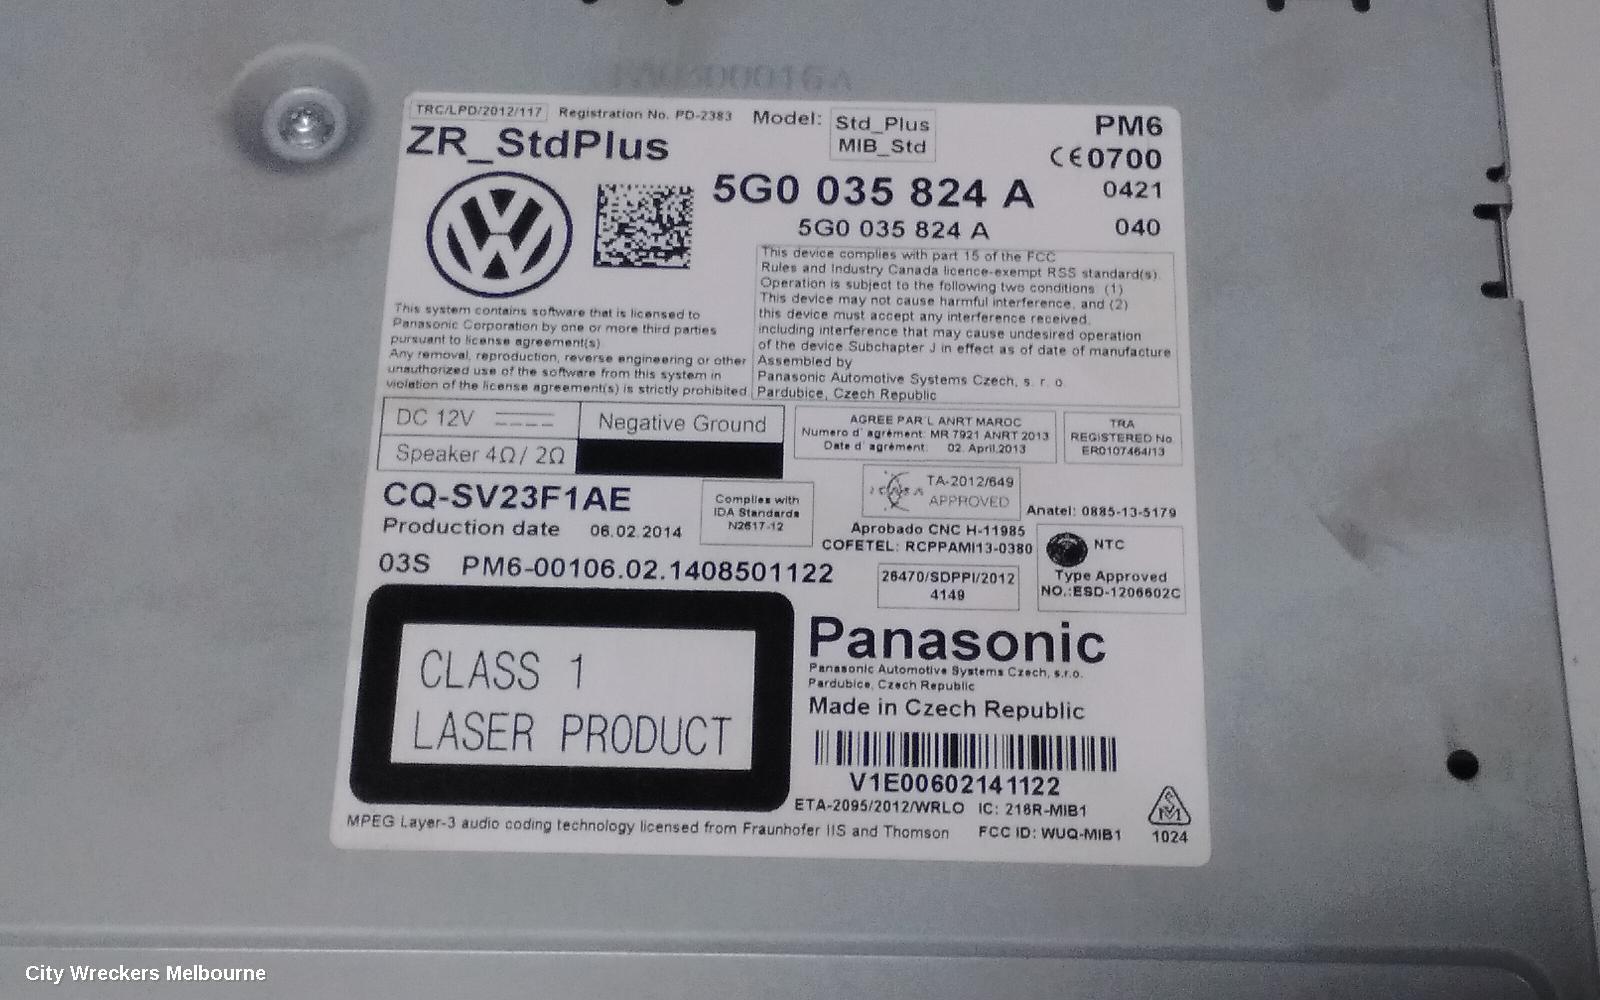 TRC/LPD/2012/117 Registration No. PD-2383 Model: Std_Plus PM6
MIB_Std
ZR_StdPlus
CE0700
5G0 035 824 A 0421
5G0 035 824 A 040
This device complies with part 15 of the FCC
Rules and Industry Canada licence-exempt RSS standard(s).
Operation is subject to the following two conditions: (1)
This device may not cause harmful interference, and (2)
this device must accept any interference received,
including interference that may cause undesired operation
of the device Subchapter J in effect as of date of manufacture
Assembled by
Panasonic Automotive Systems Czech, s. r. o.
Pardubice, Czech Republic
This system contains software that is licensed to
Panasonic Corporation by one or more third parties
pursuant to license agreement(s)
Any removal, reproduction, reverse engineering or other
unauthorized use of the software from this system in
violation of the license agreement(s) is strictly prohibited
DC 12V Negative Ground
Speaker 4Ω / 2Ω
AGREE PAR'L ANRT MAROC
Numero d' agrément: MR 7921 ANRT 2013
Date d' agrément: 02. April.2013
TRA
REGISTERED No.
ER0107464/13
CQ-SV23F1AE
Production date 06.02.2014
Complies with
IDA Standards
N2617-12
ICASA TA-2012/649
APPROVED
Anatel: 0885-13-5179
Aprobado CNC H-11985
COFETEL: RCPPAMI13-0380
NTC
Type Approved
NO.:ESD-1206602C
03S PM6-00106.02.1408501122
26470/SDPPI/2012
4149
CLASS 1
LASER PRODUCT
Panasonic
Panasonic Automotive Systems Czech, s.r.o.
Pardubice, Czech Republic
Made in Czech Republic
V1E00602141122
ETA-2095/2012/WRLO IC: 216R-MIB1
MPEG Layer-3 audio coding technology licensed from Fraunhofer IIS and Thomson FCC ID: WUQ-MIB1
1024
City Wreckers Melbourne